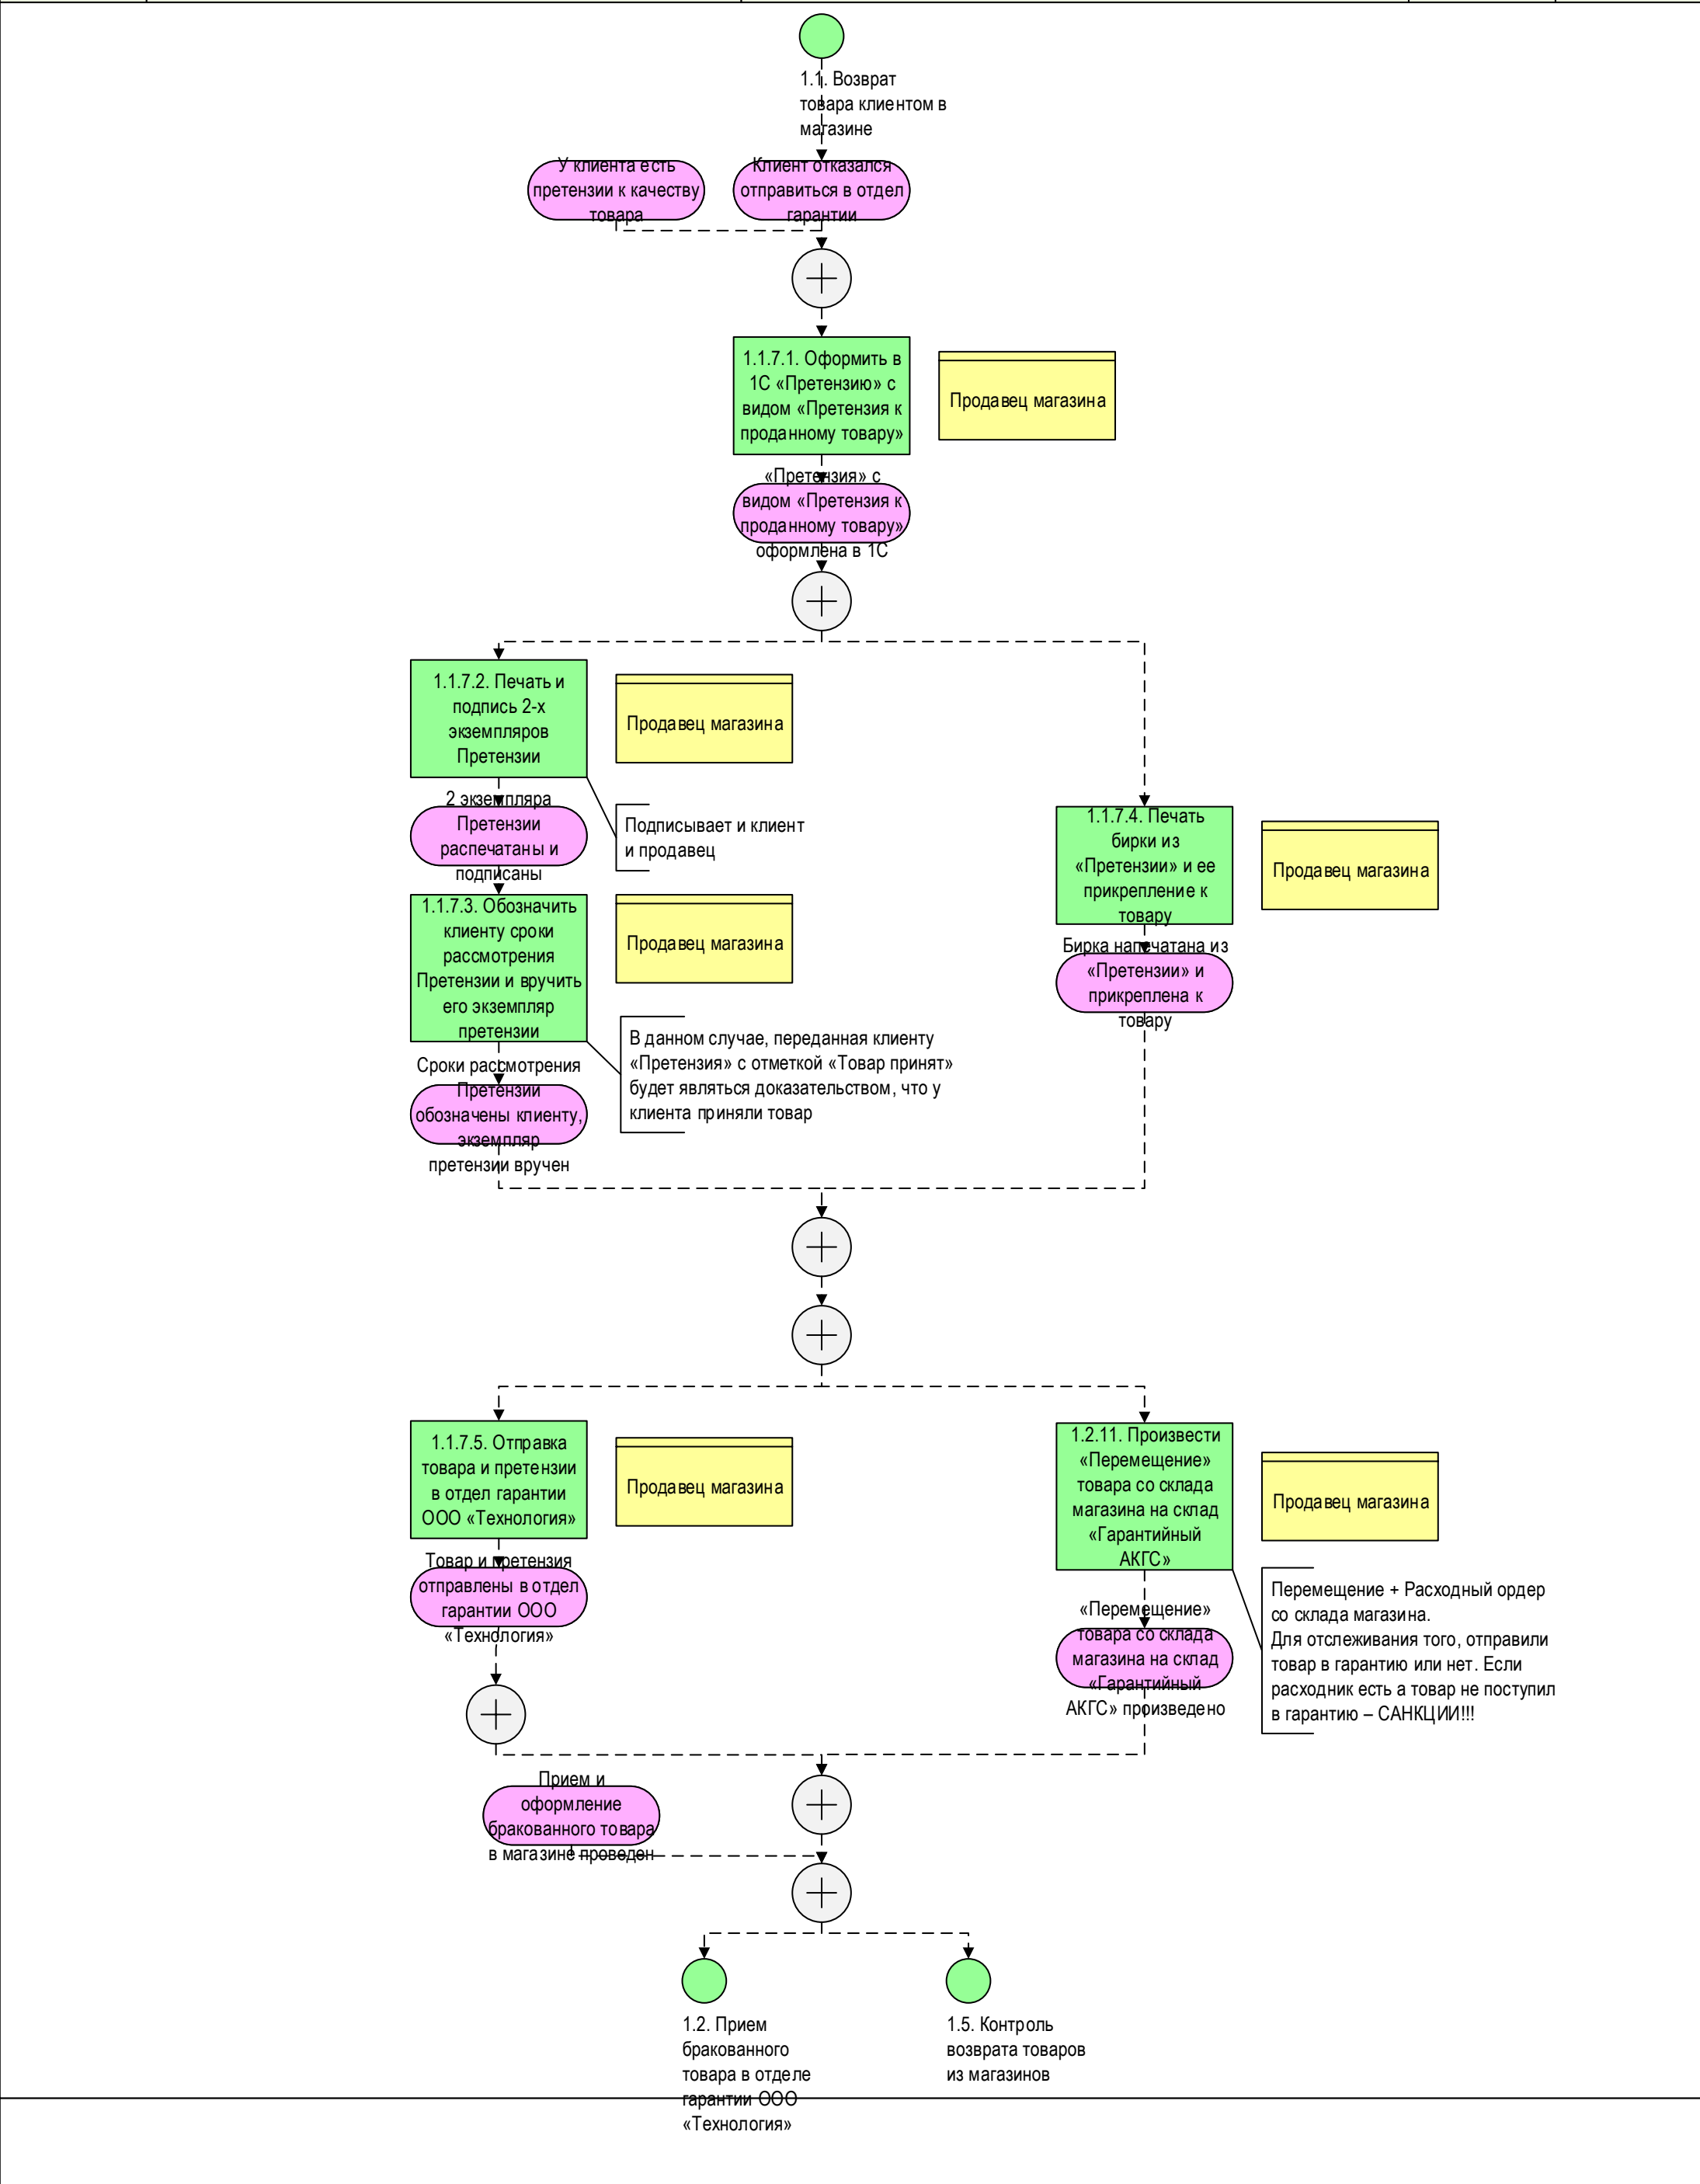 1.1. Возврат
товара клиентом в
магазине
У клиента есть
претензии к качеству
товара
Клиент отказался
отправиться в отдел
гарантии
1.1.7.1. Оформить в
1С «Претензию» с
видом «Претензия к
проданному товару»
Продавец магазина
«Претензия» с
видом «Претензия к
проданному товару»
оформлена в 1С
1.1.7.2. Печать и
подпись 2-х
экземпляров
Претензии
Продавец магазина
2 экземпляра
Претензии
распечатаны и
подписаны
Подписывает и клиент
и продавец
1.1.7.4. Печать
бирки из
«Претензии» и ее
прикрепление к
товару
Продавец магазина
1.1.7.3. Обозначить
клиенту сроки
рассмотрения
Претензии и вручить
его экземпляр
претензии
Продавец магазина
Бирка напечатана из
«Претензии» и
прикреплена к
товару
В данном случае, переданная клиенту
«Претензия» с отметкой «Товар принят»
будет являться доказательством, что у
клиента приняли товар
Сроки рассмотрения
Претензии
обозначены клиенту,
экземпляр
претензии вручен
1.1.7.5. Отправка
товара и претензии
в отдел гарантии
ООО «Технология»
Продавец магазина
1.2.11. Произвести
«Перемещение»
товара со склада
магазина на склад
«Гарантийный
АКГС»
Продавец магазина
Товар и претензия
отправлены в отдел
гарантии ООО
«Технология»
«Перемещение»
товара со склада
магазина на склад
«Гарантийный
АКГС» произведено
Перемещение + Расходный ордер
со склада магазина.
Для отслеживания того, отправили
товар в гарантию или нет. Если
расходник есть а товар не поступил
в гарантию – САНКЦИИ!!!
Прием и
оформление
бракованного товара
в магазине проведен
1.2. Прием
бракованного
товара в отделе
гарантии ООО
«Технология»
1.5. Контроль
возврата товаров
из магазинов